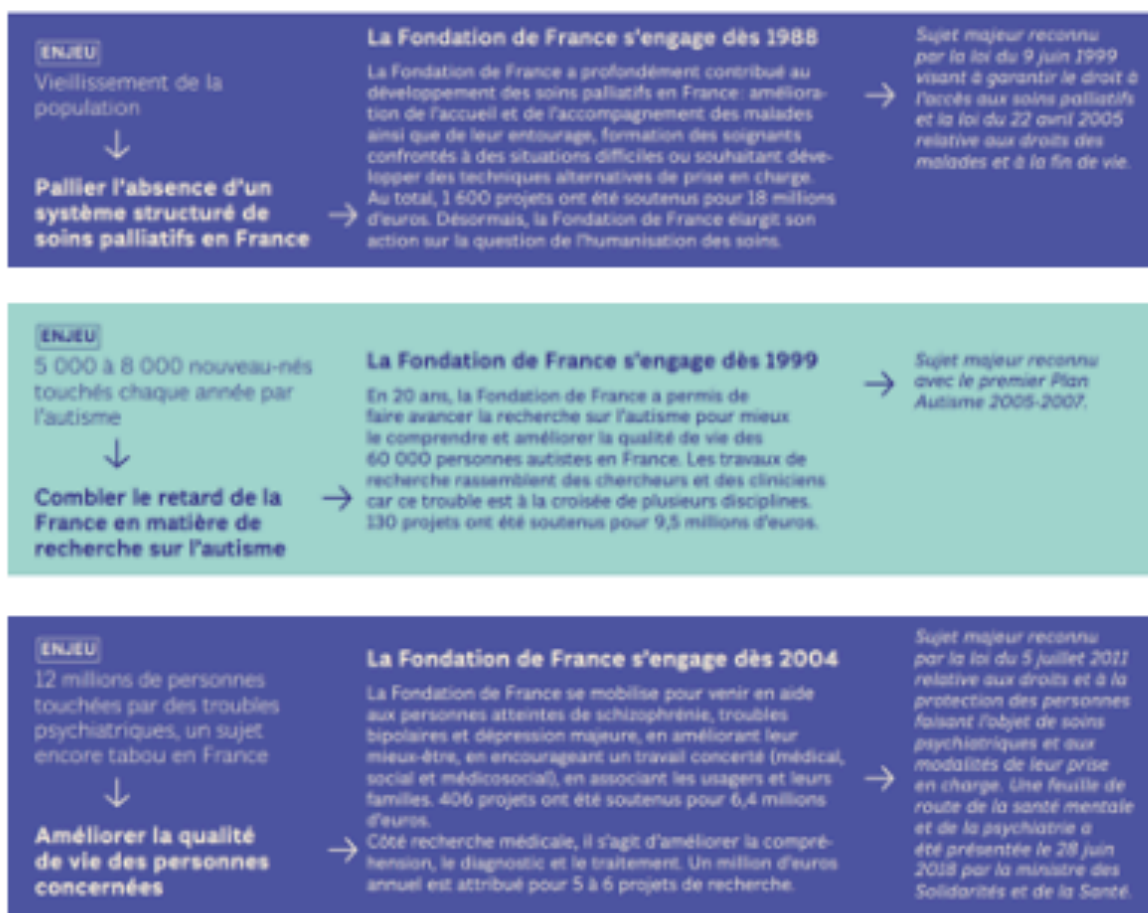 ENJEU
Vieillissement de la
population
↓
Pallier l'absence d'un
système structuré de
soins palliatifs en France
→
La Fondation de France s'engage dès 1988
La Fondation de France a profondément contribué au
développement des soins palliatifs en France : améliora-
tion de l'accueil et de l'accompagnement des malades
ainsi que de leur entourage, formation des soignants
confrontés à des situations difficiles ou souhaitant déve-
lopper des techniques alternatives de prise en charge.
Au total, 1 600 projets ont été soutenus pour 18 millions
d'euros. Désormais, la Fondation de France élargit son
action sur la question de l'humanisation des soins.
→
Sujet majeur reconnu
par la loi du 9 juin 1999
visant à garantir le droit à
l'accès aux soins palliatifs
et la loi du 22 avril 2005
relative aux droits des
malades et à la fin de vie.
ENJEU
5 000 à 8 000 nouveau-nés
touchés chaque année par
l'autisme
↓
Combler le retard de la
France en matière de
recherche sur l'autisme
→
La Fondation de France s'engage dès 1999
En 20 ans, la Fondation de France a permis de
faire avancer la recherche sur l'autisme pour mieux
le comprendre et améliorer la qualité de vie des
60 000 personnes autistes en France. Les travaux de
recherche rassemblent des chercheurs et des cliniciens
car ce trouble est à la croisée de plusieurs disciplines.
130 projets ont été soutenus pour 9,5 millions d'euros.
→
Sujet majeur reconnu
avec le premier Plan
Autisme 2005-2007.
ENJEU
12 millions de personnes
touchées par des troubles
psychiatriques, un sujet
encore tabou en France
↓
Améliorer la qualité
de vie des personnes
concernées
→
La Fondation de France s'engage dès 2004
La Fondation de France se mobilise pour venir en aide
aux personnes atteintes de schizophrénie, troubles
bipolaires et dépression majeure, en améliorant leur
mieux-être, en encourageant un travail concerté (médical,
social et médicosocial), en associant les usagers et leurs
familles. 406 projets ont été soutenus pour 6,4 millions
d'euros.
Côté recherche médicale, il s'agit d'améliorer la compré-
hension, le diagnostic et le traitement. Un million d'euros
annuel est attribué pour 5 à 6 projets de recherche.
→
Sujet majeur reconnu
par la loi du 5 juillet 2011
relative aux droits et à la
protection des personnes
faisant l'objet de soins
psychiatriques et aux
modalités de leur prise
en charge. Une feuille de
route de la santé mentale
et de la psychiatrie a
été présentée le 28 juin
2018 par la ministre des
Solidarités et de la Santé.